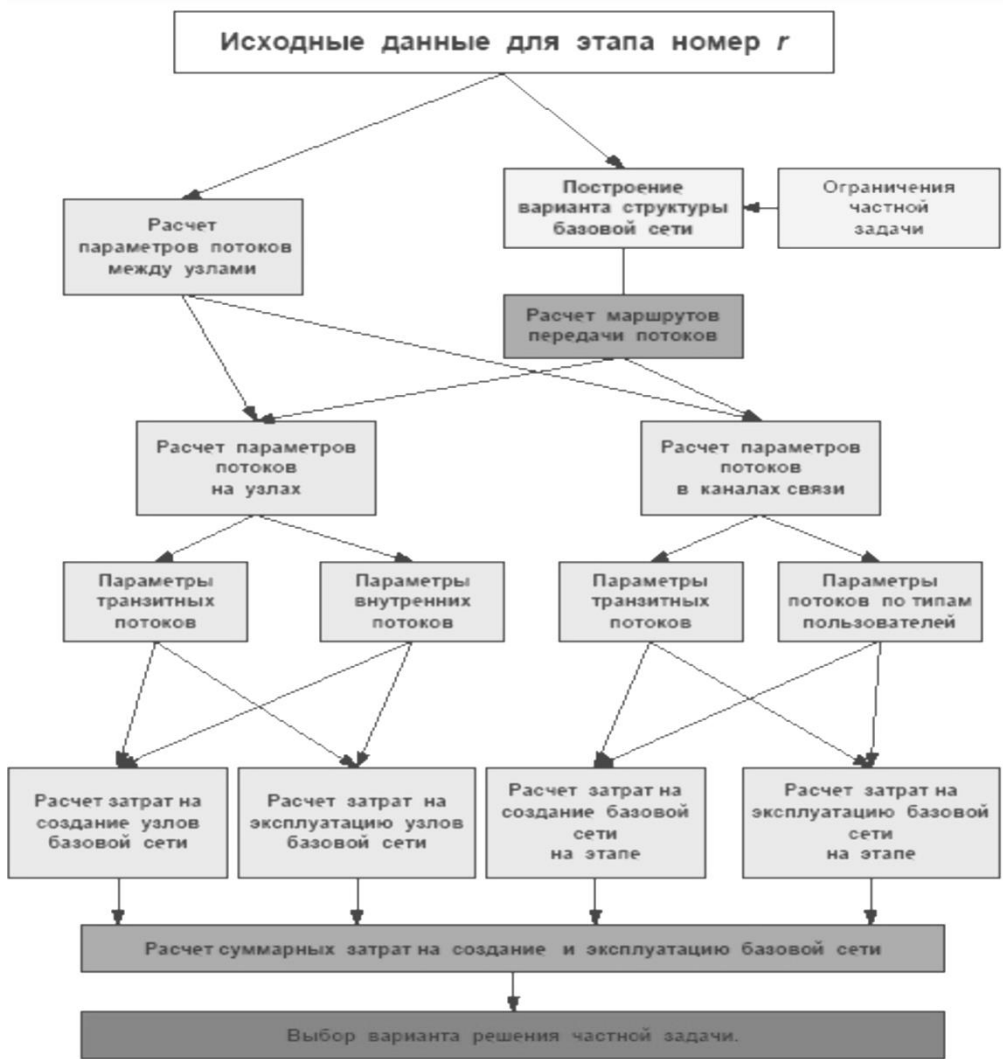 Исходные данные для этапа номер r
Построение
варианта структуры
базовой сети
Ограничения
частной
задачи
Расчет
параметров потоков
между узлами
Расчет маршрутов
передачи потоков
Расчет параметров
потоков
на узлах
Расчет параметров
потоков
в каналах связи
Параметры
транзитных
потоков
Параметры
внутренних
потоков
Параметры
транзитных
потоков
Параметры
потоков по типам
пользователей
Расчет затрат на
создание узлов
базовой сети
Расчет затрат на
эксплуатацию узлов
базовой сети
Расчет затрат на
создание базовой
сети
на этапе
Расчет затрат на
эксплуатацию базовой
сети
на этапе
Расчет суммарных затрат на создание и эксплуатацию базовой сети
Выбор варианта решения частной задачи.